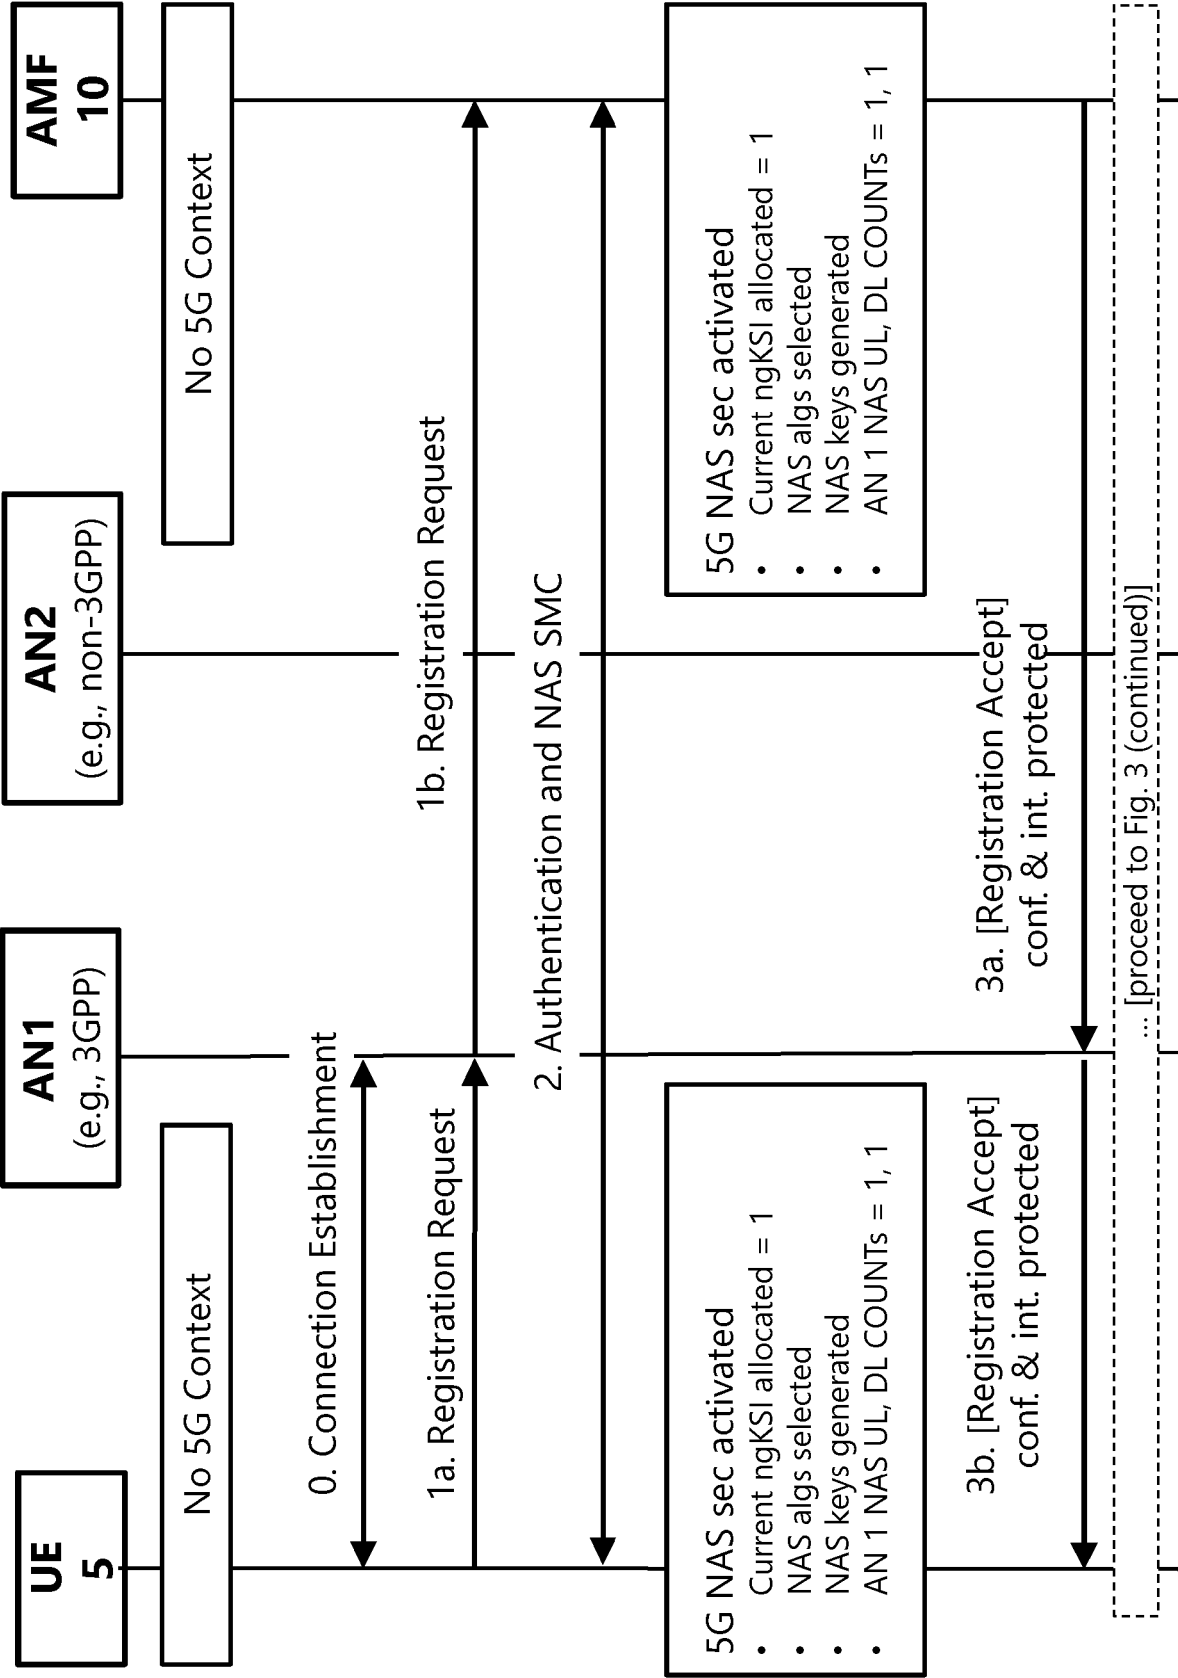 UE
5
AN1
(e.g., 3GPP)
AN2
(e.g., non-3GPP)
AMF
10
No 5G Context
No 5G Context
0. Connection Establishment
1a. Registration Request
1b. Registration Request
2. Authentication and NAS SMC
5G NAS sec activated
• Current ngKSI allocated = 1
• NAS algs selected
• NAS keys generated
• AN 1 NAS UL, DL COUNTs = 1, 1
5G NAS sec activated
• Current ngKSI allocated = 1
• NAS algs selected
• NAS keys generated
• AN 1 NAS UL, DL COUNTs = 1, 1
3a. [Registration Accept]
conf. & int. protected
3b. [Registration Accept]
conf. & int. protected
... [proceed to Fig. 3 (continued)]